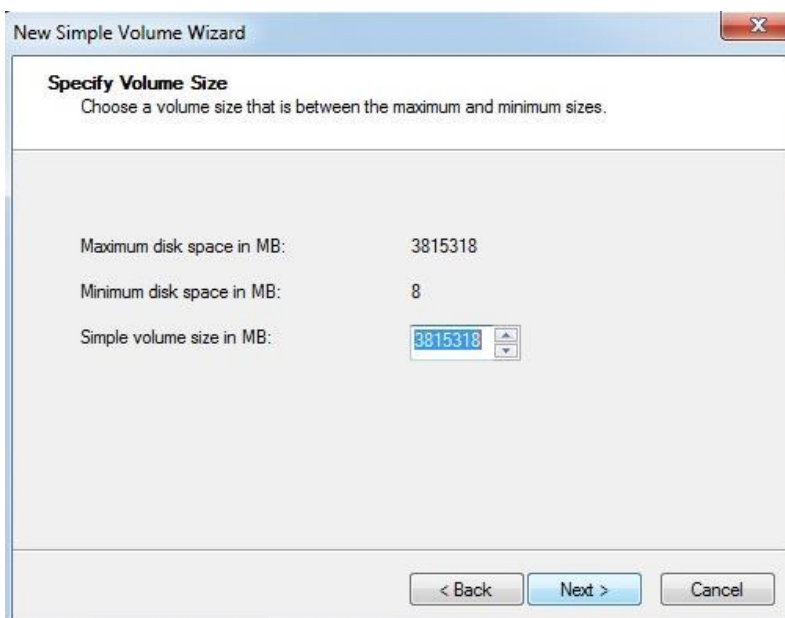 New Simple Volume Wizard
Specify Volume Size
Choose a volume size that is between the maximum and minimum sizes.
Maximum disk space in MB: 3815318
Minimum disk space in MB: 8
Simple volume size in MB: 3815318
< Back Next > Cancel